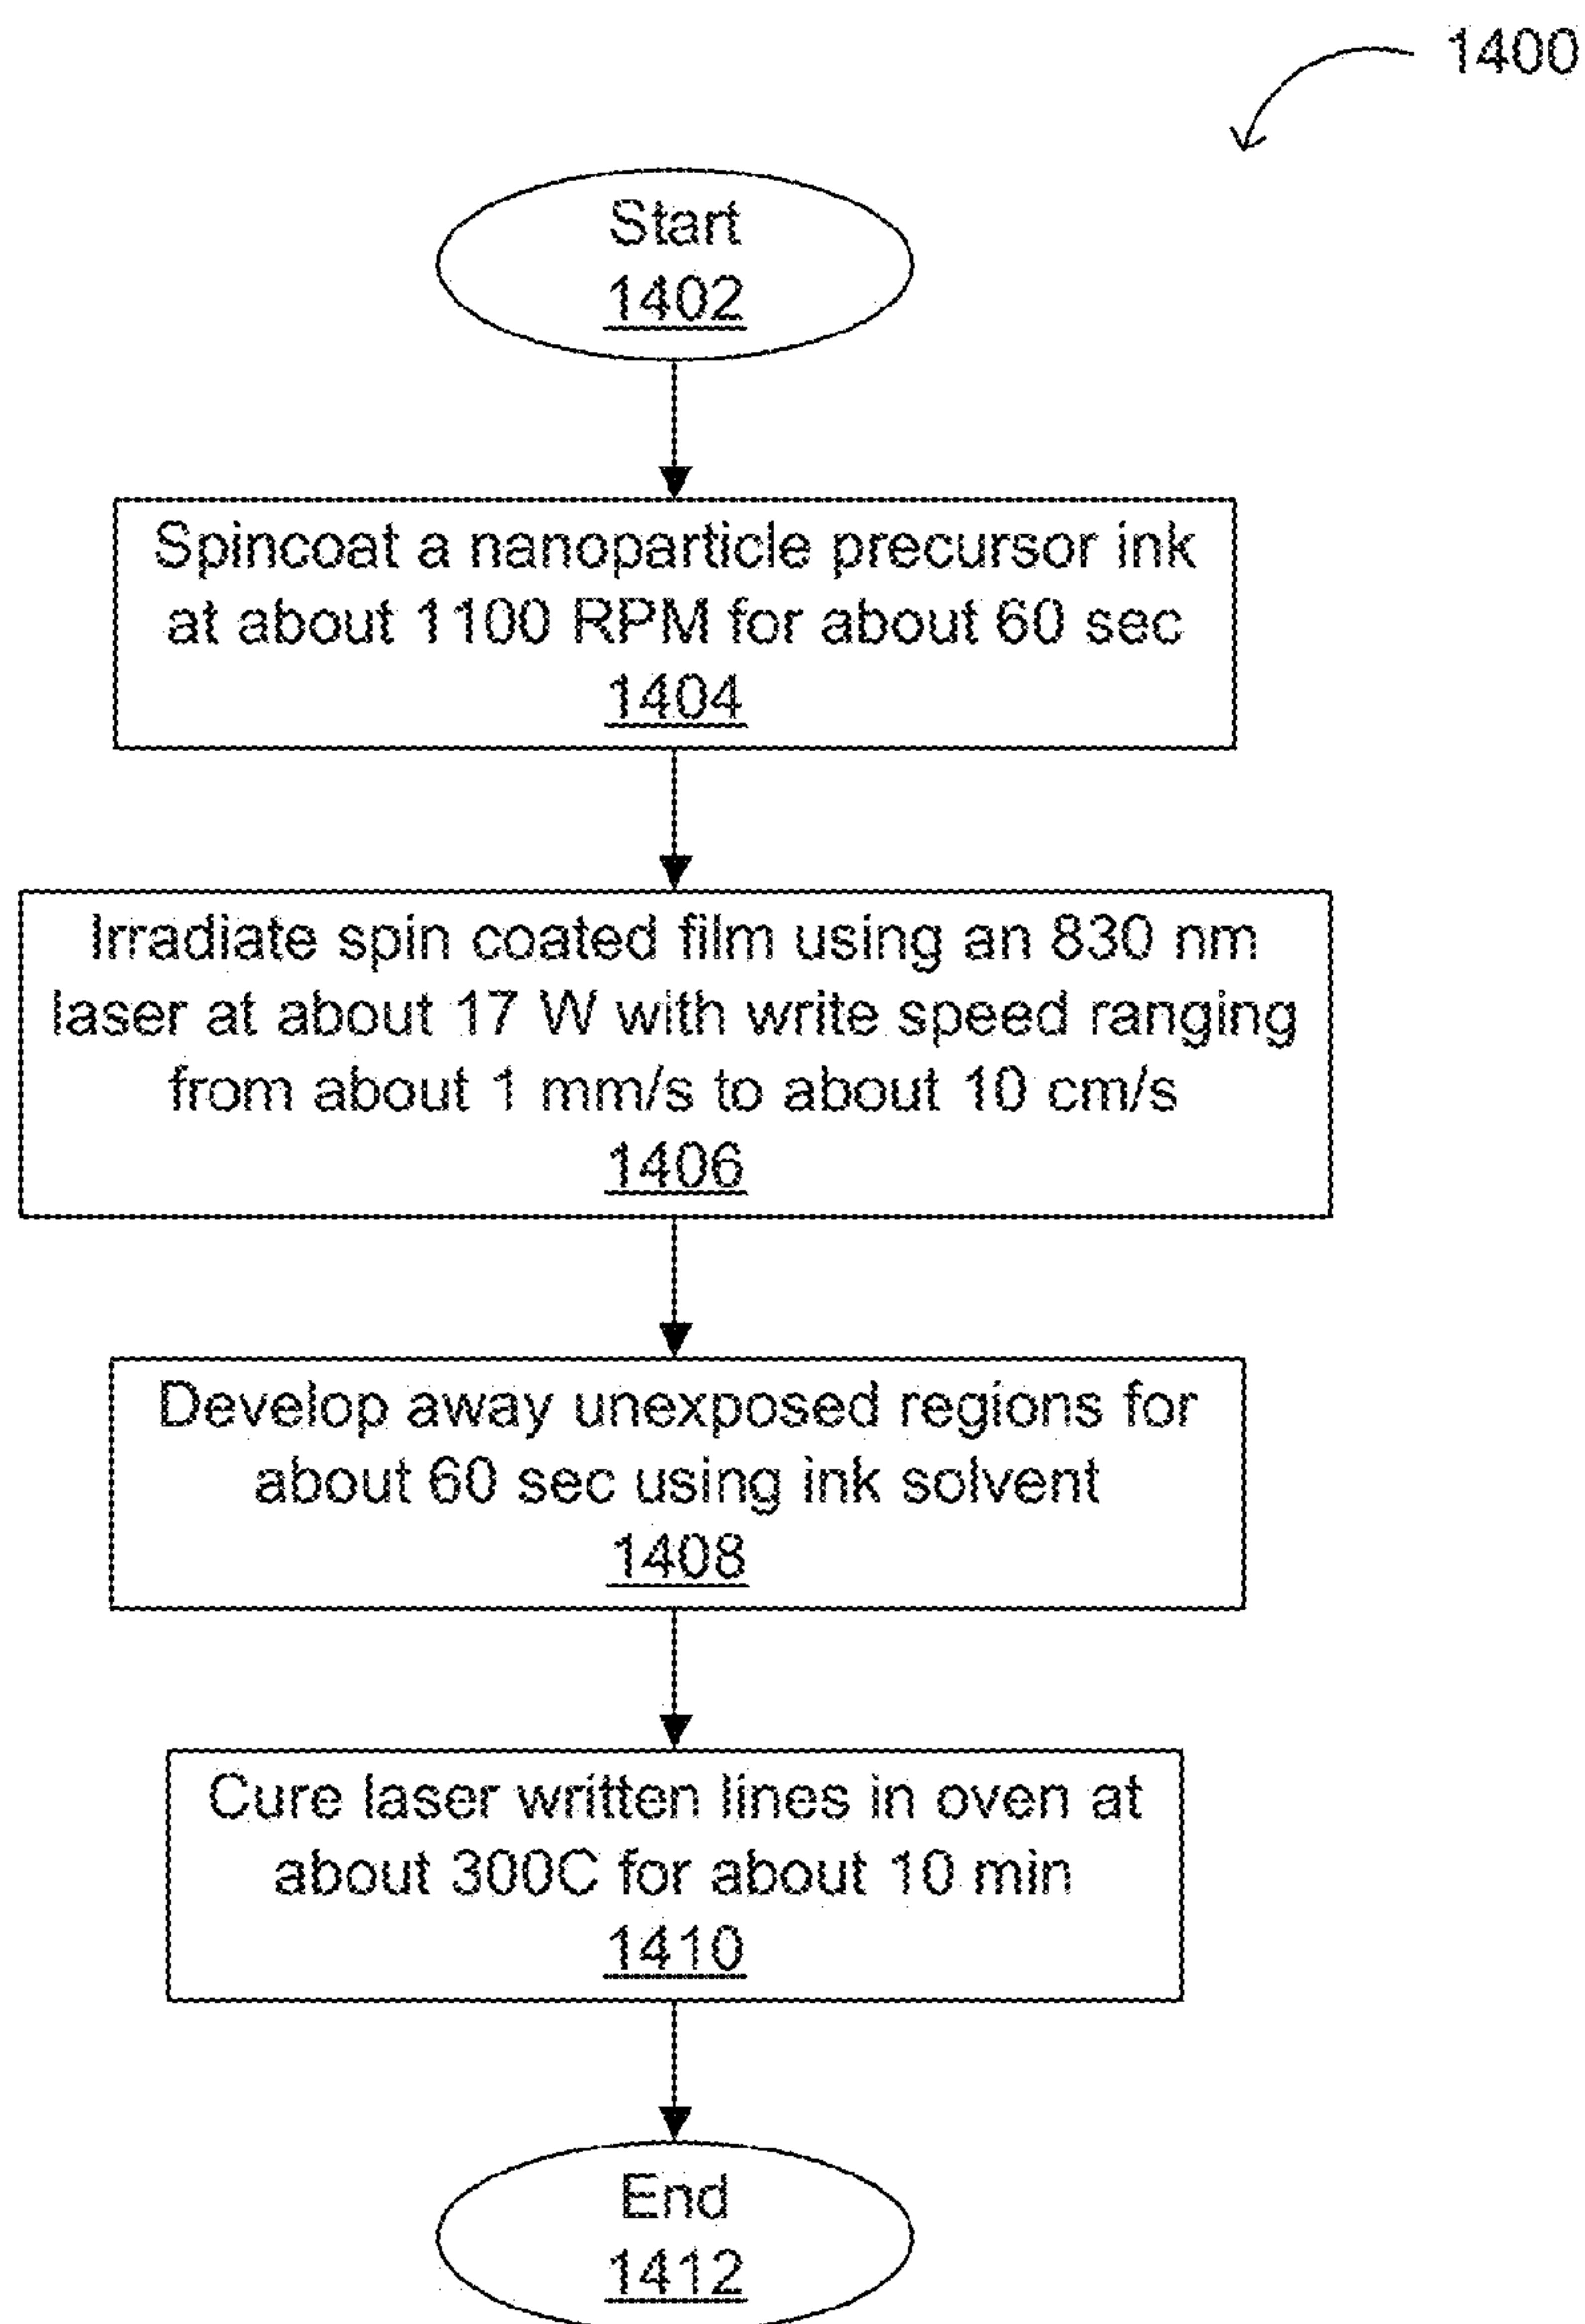 1400
Start
1402
Spincoat a nanoparticle precursor ink
at about 1100 RPM for about 60 sec
1404
Irradiate spin coated film using an 830 nm
laser at about 17 W with write speed ranging
from about 1 mm/s to about 10 cm/s
1406
Develop away unexposed regions for
about 60 sec using ink solvent
1408
Cure laser written lines in oven at
about 300C for about 10 min
1410
End
1412